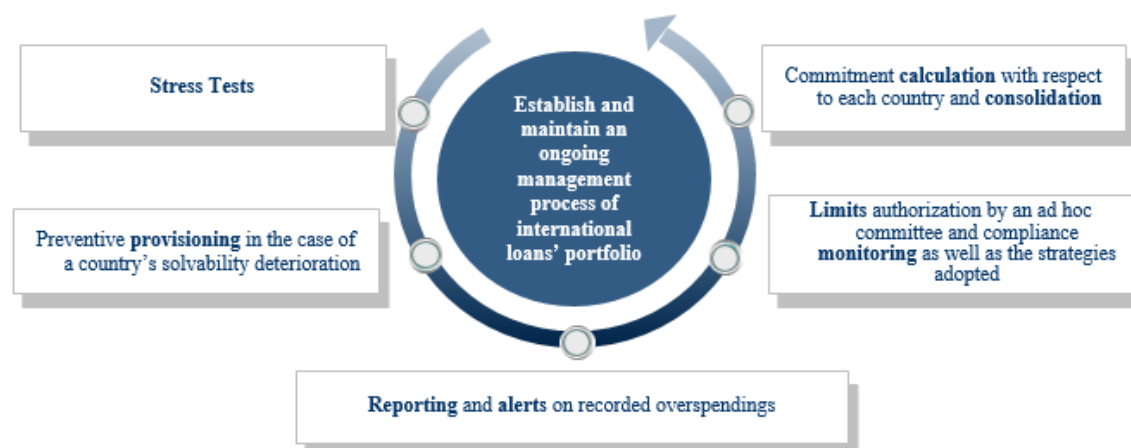 Stress Tests
Preventive provisioning in the case of
a country's solvability deterioration
Establish and
maintain an
ongoing
management
process of
international
loans' portfolio
Commitment calculation with respect
to each country and consolidation
Limits authorization by an ad hoc
committee and compliance
monitoring as well as the strategies
adopted
Reporting and alerts on recorded overspendings